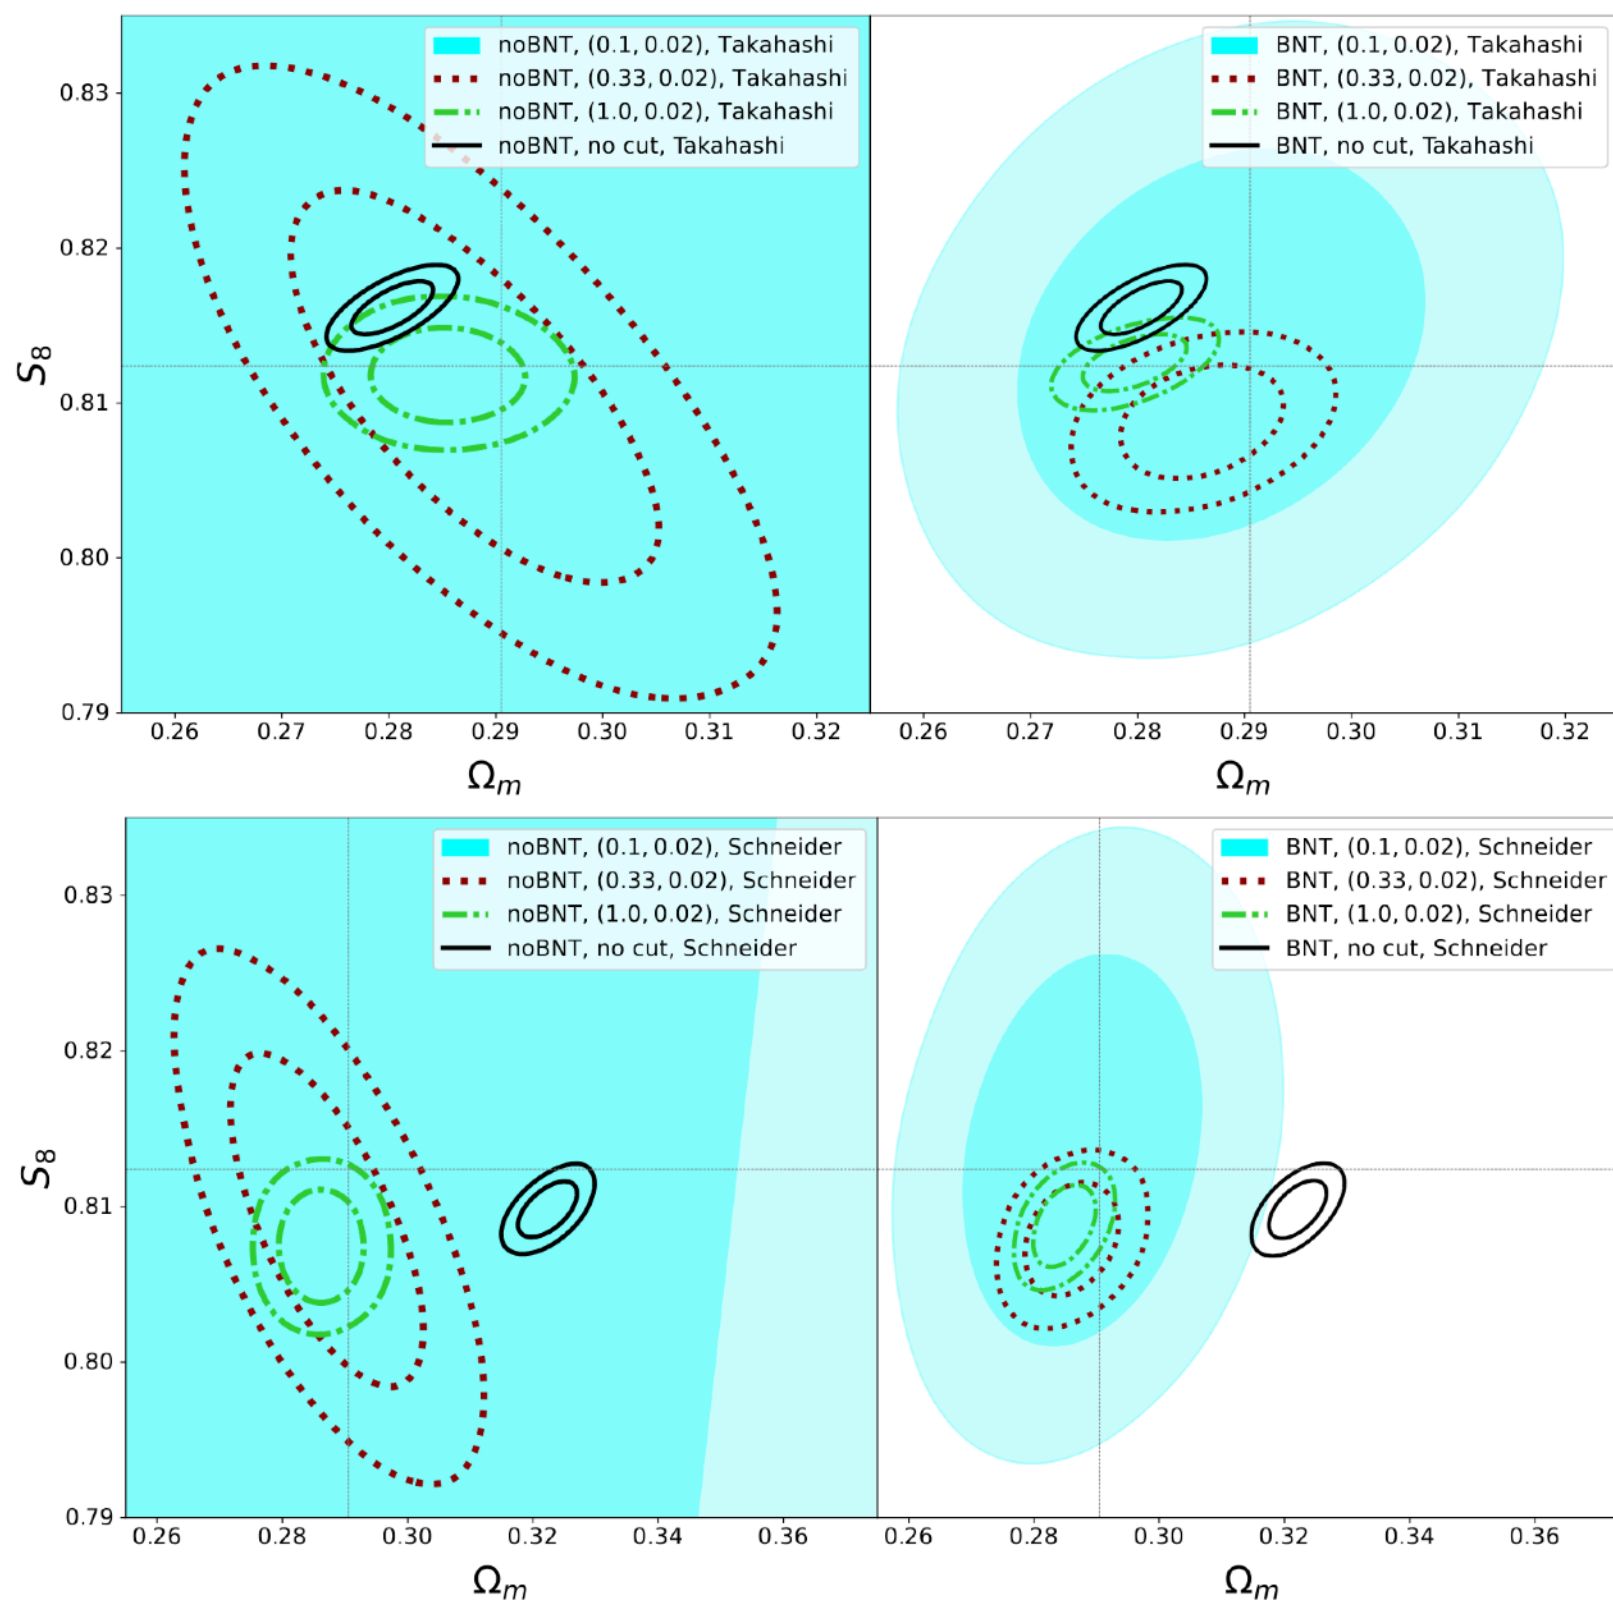 noBNT, (0.1, 0.02), Takahashi
noBNT, (0.33, 0.02), Takahashi
noBNT, (1.0, 0.02), Takahashi
noBNT, no cut, Takahashi
BNT, (0.1, 0.02), Takahashi
BNT, (0.33, 0.02), Takahashi
BNT, (1.0, 0.02), Takahashi
BNT, no cut, Takahashi
0.83
0.82
0.81
0.80
0.79
S8
0.26 0.27 0.28 0.29 0.30 0.31 0.32
0.26 0.27 0.28 0.29 0.30 0.31 0.32
Ωm
Ωm
noBNT, (0.1, 0.02), Schneider
noBNT, (0.33, 0.02), Schneider
noBNT, (1.0, 0.02), Schneider
noBNT, no cut, Schneider
BNT, (0.1, 0.02), Schneider
BNT, (0.33, 0.02), Schneider
BNT, (1.0, 0.02), Schneider
BNT, no cut, Schneider
0.83
0.82
0.81
0.80
0.79
S8
0.26 0.28 0.30 0.32 0.34 0.36
0.26 0.28 0.30 0.32 0.34 0.36
Ωm
Ωm